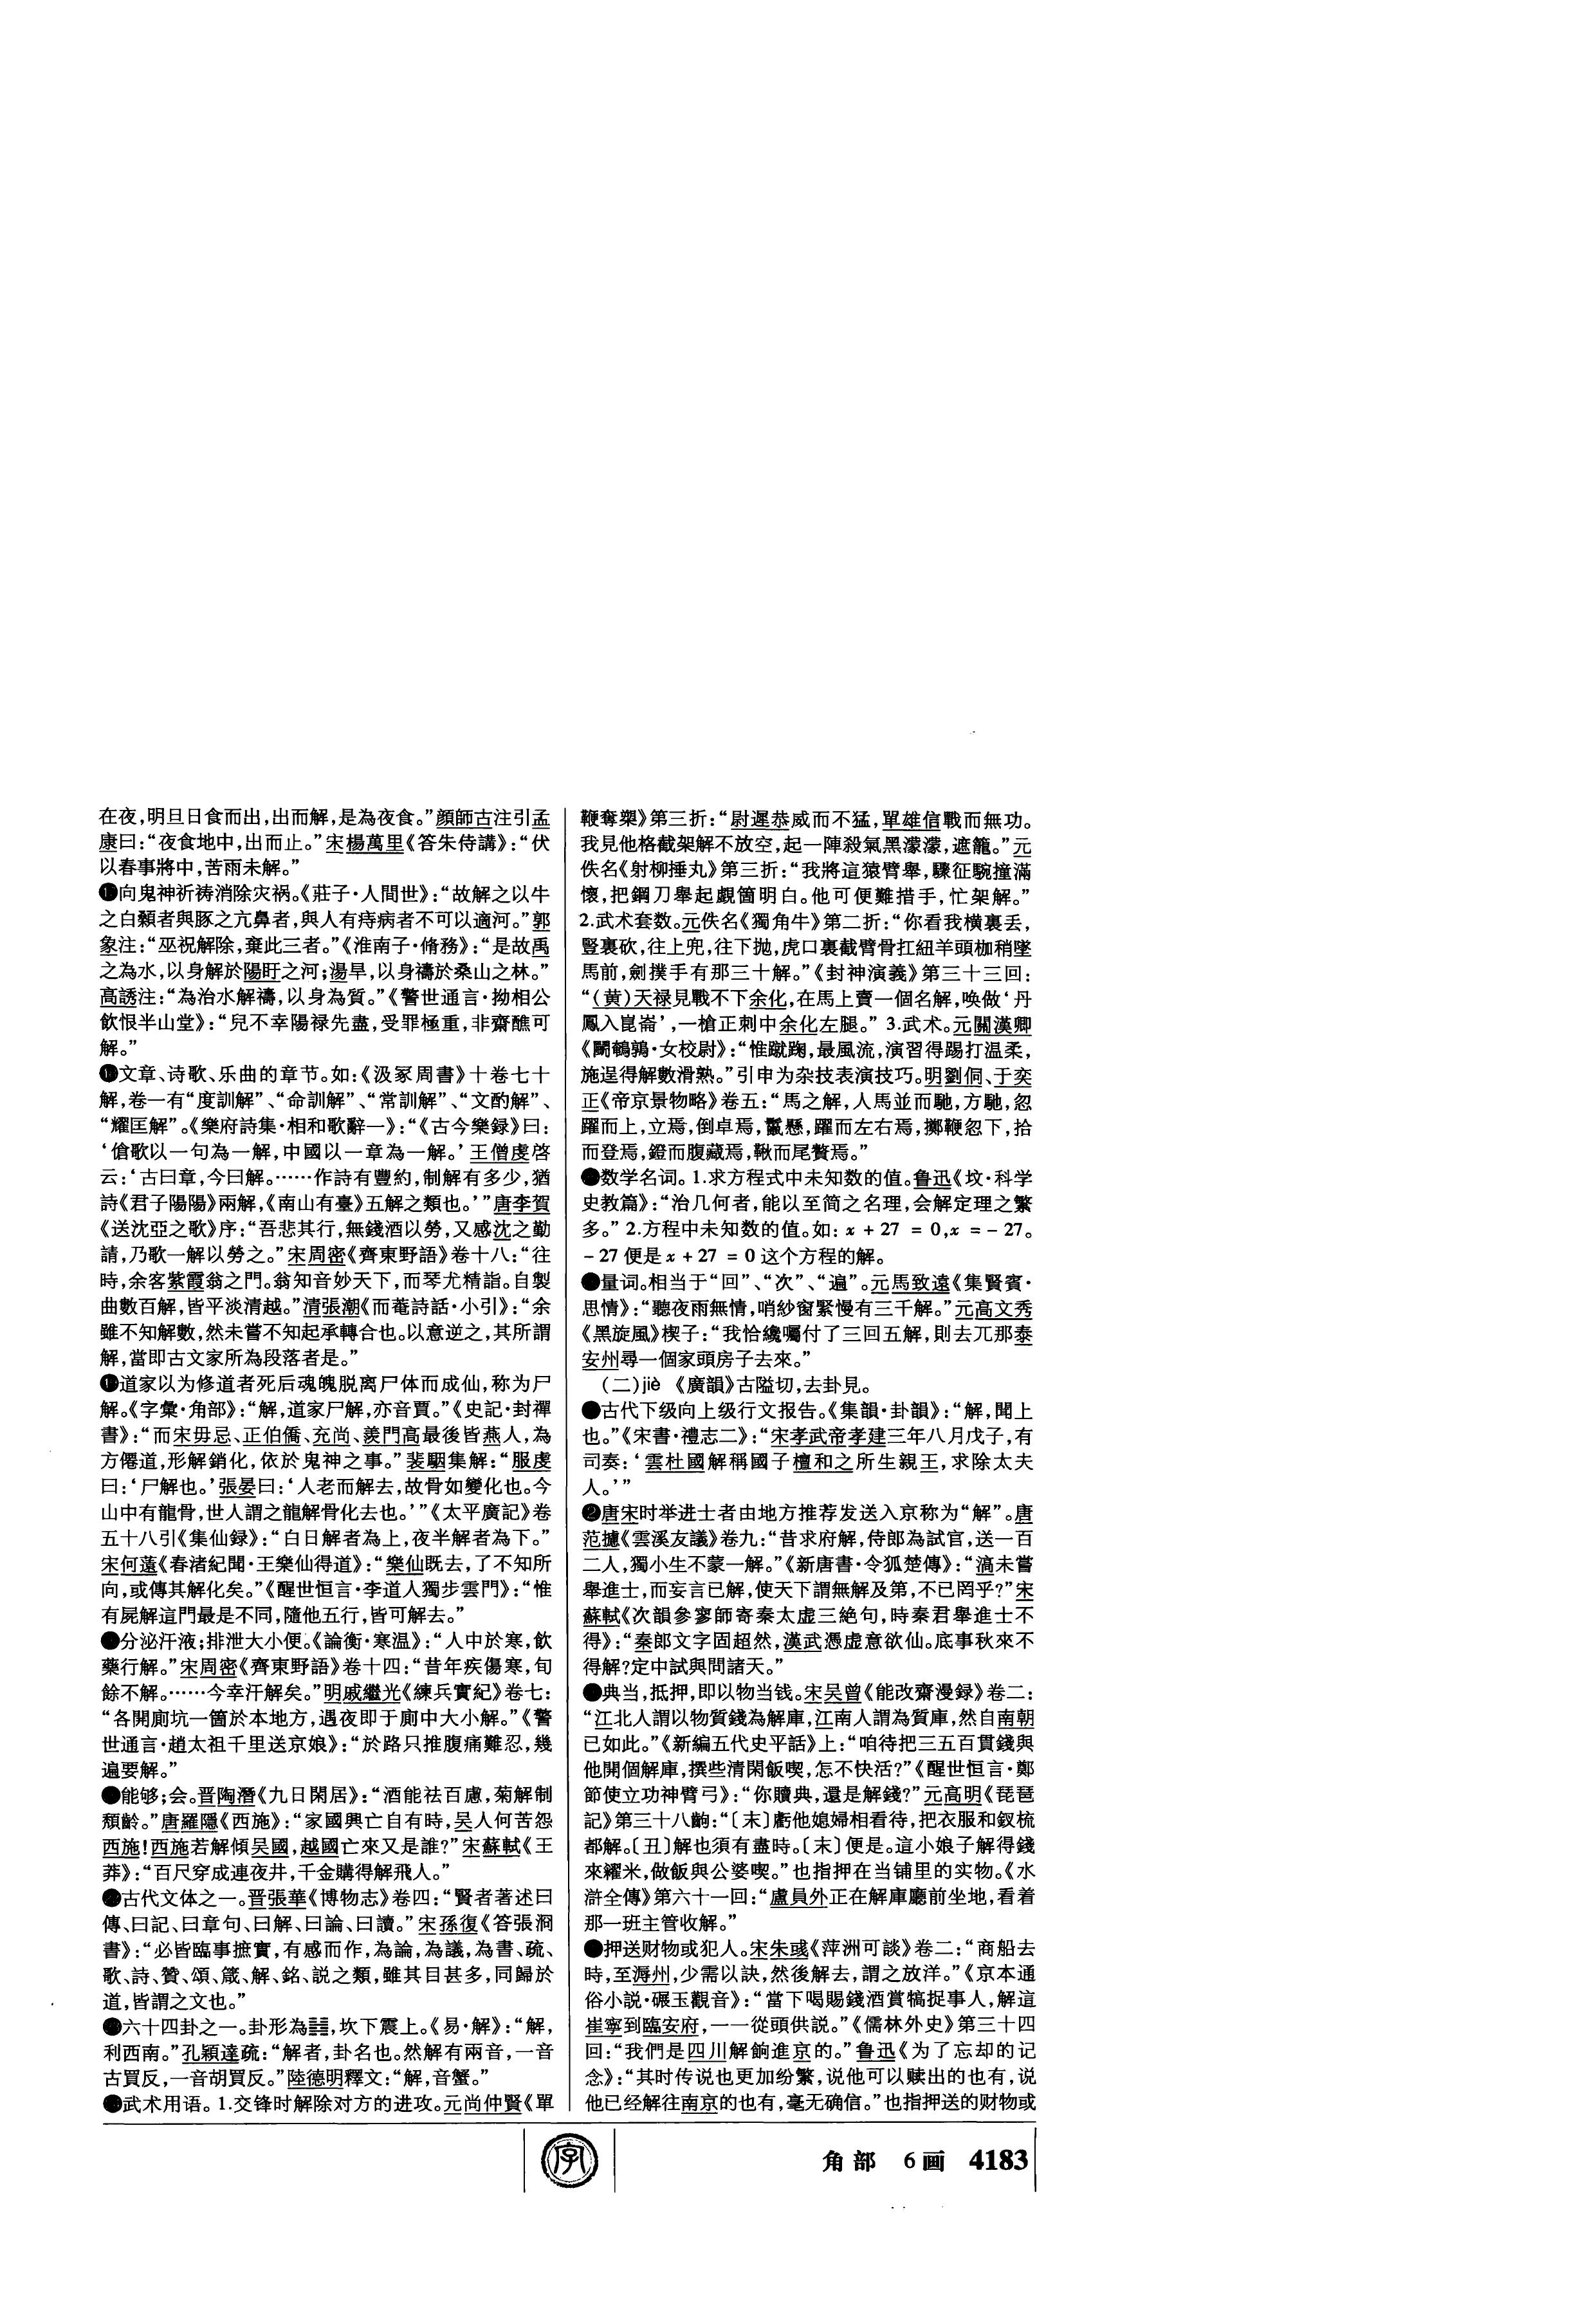 在夜,明旦日食而出,出而解,是為夜食。”顔師古注引孟
康曰:“夜食地中,出而止。”宋楊萬里《答朱侍講》:“伏
以春事將中,苦雨未解。”
向鬼神祈祷消除灾祸。《莊子·人間世》:“故解之以牛
之白顙者與豚之亢鼻者,與人有痔病者不可以適河。”郭
象注:“巫祝解除,棄此三者。”《淮南子·脩務》:“是故禹
之為水,以身解於陽盱之河;湯旱,以身禱於桑山之林。”
高誘注:“為治水解禱,以身為質。”《警世通言·拗相公
飲恨半山堂》:“兒不幸陽禄先盡,受罪極重,非齋醮可
解。”
文章、诗歌、乐曲的章节。如:《汲冢周書》十卷七十
解,卷一有“度訓解”、“命訓解”、“常訓解”、“文酌解”、
“耀匡解”。《樂府詩集·相和歌辭一》:“《古今樂録》曰:
‘傖歌以一句為一解,中國以一章為一解。’王僧虔啓
云:‘古曰章,今曰解。……作詩有豐約,制解有多少,猶
詩《君子陽陽》兩解,《南山有臺》五解之類也。’”唐李賀
《送沈亞之歌》序:“吾悲其行,無錢酒以勞,又感沈之勤
請,乃歌一解以勞之。”宋周密《齊東野語》卷十八:“往
時,余客紫霞翁之門。翁知音妙天下,而琴尤精詣。自製
曲數百解,皆平淡清越。”清張潮《而菴詩話·小引》:“余
雖不知解數,然未嘗不知起承轉合也。以意逆之,其所謂
解,當即古文家所為段落者是。”
道家以为修道者死后魂魄脱离尸体而成仙,称为尸
解。《字彙·角部》:“解,道家尸解,亦音賈。”《史記·封禪
書》:“而宋毋忌、正伯僑、充尚、羨門高最後皆燕人,為
方僊道,形解銷化,依於鬼神之事。”裴駰集解:“服虔
曰:‘尸解也。’張晏曰:‘人老而解去,故骨如變化也。今
山中有龍骨,世人謂之龍解骨化去也。’”《太平廣記》卷
五十八引《集仙録》:“白日解者為上,夜半解者為下。”
宋何薳《春渚紀聞·王樂仙得道》:“樂仙既去,了不知所
向,或傳其解化矣。”《醒世恒言·李道人獨步雲門》:“惟
有屍解這門最是不同,隨他五行,皆可解去。”
分泌汗液;排泄大小便。《論衡·寒温》:“人中於寒,飲
藥行解。”宋周密《齊東野語》卷十四:“昔年疾傷寒,旬
餘不解。……今幸汗解矣。”明戚繼光《練兵實紀》卷七:
“各開廁坑一箇於本地方,遇夜即于廁中大小解。”《警
世通言·趙太祖千里送京娘》:“於路只推腹痛難忍,幾
遍要解。”
能够;会。晋陶潛《九日閑居》:“酒能祛百慮,菊解制
頹齡。”唐羅隱《西施》:“家國興亡自有時,吴人何苦怨
西施!西施若解傾吴國,越國亡來又是誰?”宋蘇軾《王
莽》:“百尺穿成連夜井,千金購得解飛人。”
古代文体之一。晋張華《博物志》卷四:“賢者著述曰
傳、曰記、曰章句、曰解、曰論、曰讀。”宋孫復《答張洞
書》:“必皆臨事摭實,有感而作,為論,為議,為書、疏、
歌、詩、贊、頌、箴、解、銘、説之類,雖其目甚多,同歸於
道,皆謂之文也。”
六十四卦之一。卦形為䷧,坎下震上。《易·解》:“解,
利西南。”孔穎達疏:“解者,卦名也。然解有兩音,一音
古買反,一音胡買反。”陸德明釋文:“解,音蟹。”
武术用语。1.交锋时解除对方的进攻。元尚仲賢《單
鞭奪槊》第三折:“尉遲恭威而不猛,單雄信戰而無功。
我見他格截架解不放空,起一陣殺氣黑濛濛,遮籠。”元
佚名《射柳捶丸》第三折:“我將這猿臂舉,驟征騕撞滿
懷,把鋼刀舉起覷箇明白。他可便難措手,忙架解。”
2.武术套数。元佚名《獨角牛》第二折:“你看我横裏丢,
豎裏砍,往上兜,往下抛,虎口裏截臂骨扛紐羊頭枷稍墜
馬前,劍撲手有那三十解。”《封神演義》第三十三回:
“(黄)天禄見戰不下余化,在馬上賣一個名解,唤做‘丹
鳳入崑崙’,一槍正刺中余化左腿。”3.武术。元關漢卿
《鬭鵪鶉·女校尉》:“惟蹴踘,最風流,演習得踢打温柔,
施逞得解數滑熟。”引申为杂技表演技巧。明劉侗、于奕
正《帝京景物略》卷五:“馬之解,人馬並而馳,方馳,忽
躍而上,立焉,倒卓焉,鬣懸,躍而左右焉,擲鞭忽下,拾
而登焉,鐙而腹藏焉,鞦而尾贅焉。”
数学名词。1.求方程式中未知数的值。鲁迅《坟·科学
史教篇》:“治几何者,能以至简之名理,会解定理之繁
多。”2.方程中未知数的值。如:x + 27 = 0,x = − 27。
− 27 便是 x + 27 = 0 这个方程的解。
量词。相当于“回”、“次”、“遍”。元馬致遠《集賢賓·
思情》:“聽夜雨無情,哨紗窗緊慢有三千解。”元高文秀
《黑旋風》楔子:“我恰纔囑付了三回五解,則去兀那泰
安州尋一個家頭房子去來。”
(二)jiè 《廣韻》古隘切,去卦見。
古代下级向上级行文报告。《集韻·卦韻》:“解,聞上
也。”《宋書·禮志二》:“宋孝武帝孝建三年八月戊子,有
司奏:‘雲杜國解稱國子檀和之所生親王,求除太夫
人。’”
❷唐宋时举进士者由地方推荐发送入京称为“解”。唐
范攄《雲溪友議》卷九:“昔求府解,侍郎為試官,送一百
二人,獨小生不蒙一解。”《新唐書·令狐楚傳》:“滈未嘗
舉進士,而妄言已解,使天下謂無解及第,不已罔乎?”宋
蘇軾《次韻參寥師寄秦太虚三絶句,時秦君舉進士不
得》:“秦郎文字固超然,漢武憑虚意欲仙。底事秋來不
得解?定中試與問諸天。”
典当,抵押,即以物当钱。宋吴曾《能改齋漫録》卷二:
“江北人謂以物質錢為解庫,江南人謂為質庫,然自南朝
已如此。”《新編五代史平話》上:“咱待把三五百貫錢與
他開個解庫,撰些清閑飯喫,怎不快活?”《醒世恒言·鄭
節使立功神臂弓》:“你贖典,還是解錢?”元高明《琵琶
記》第三十八齣:“〔末〕虧他媳婦相看待,把衣服和釵梳
都解。〔丑〕解也須有盡時。〔末〕便是。這小娘子解得錢
來糴米,做飯與公婆喫。”也指押在当铺里的实物。《水
滸全傳》第六十一回:“盧員外正在解庫廳前坐地,看着
那一班主管收解。”
押送财物或犯人。宋朱彧《萍洲可談》卷二:“商船去
時,至溽州,少需以訣,然後解去,謂之放洋。”《京本通
俗小説·碾玉觀音》:“當下喝賜錢酒賞犒捉事人,解這
崔寧到臨安府,一一從頭供説。”《儒林外史》第三十四
回:“我們是四川解餉進京的。”鲁迅《为了忘却的记
念》:“其时传说也更加纷繁,说他可以赎出的也有,说
他已经解往南京的也有,毫无确信。”也指押送的财物或
字
角部 6画 4183